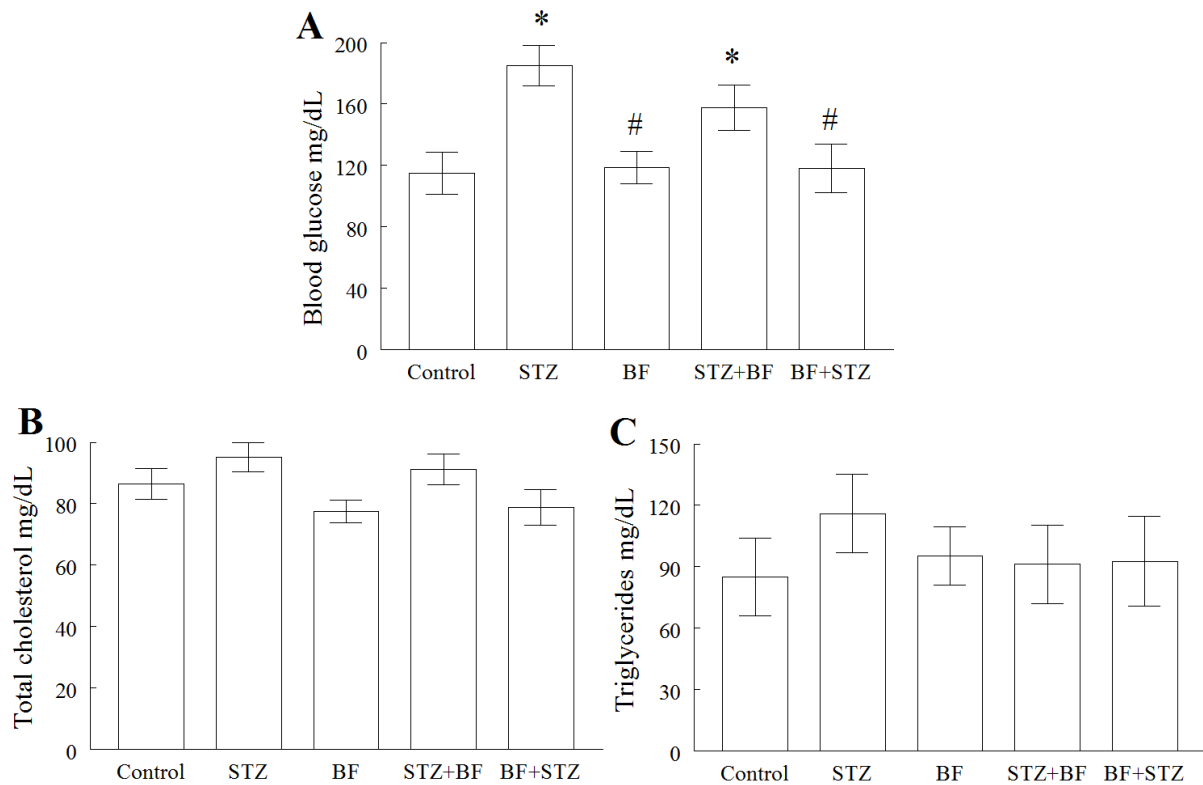 A
*
*
#
#
200
160
120
80
40
0
Blood glucose mg/dL
Control STZ BF STZ+BF BF+STZ
B
100
80
60
40
20
0
Total cholesterol mg/dL
Control STZ BF STZ+BF BF+STZ
C
150
120
90
60
30
0
Triglycerides mg/dL
Control STZ BF STZ+BF BF+STZ